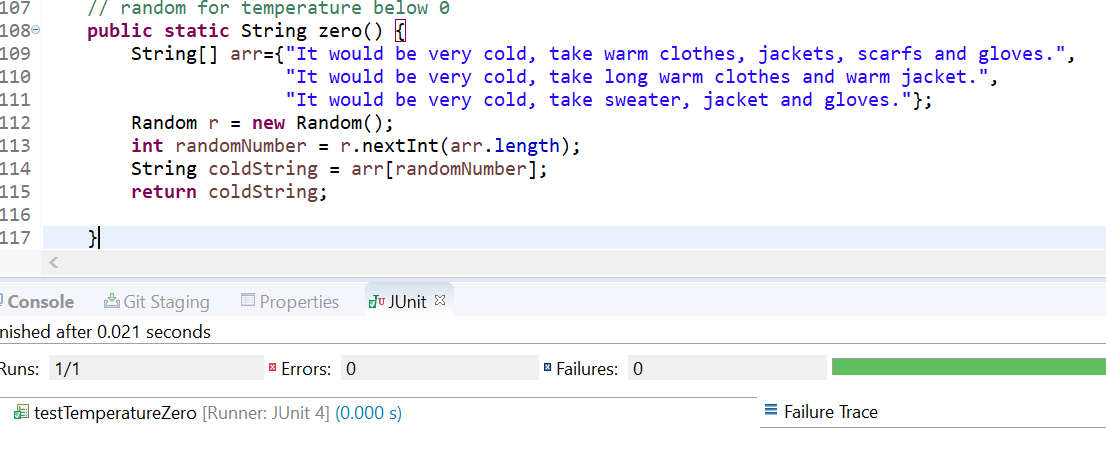 107 // random for temperature below 0
108 public static String zero() {
109 String[] arr={"It would be very cold, take warm clothes, jackets, scarfs and gloves.",
110 "It would be very cold, take long warm clothes and warm jacket.",
111 "It would be very cold, take sweater, jacket and gloves."};
112 Random r = new Random();
113 int randomNumber = r.nextInt(arr.length);
114 String coldString = arr[randomNumber];
115 return coldString;
116
117 }
Console Git Staging Properties JUnit
nished after 0.021 seconds
Runs: 1/1 Errors: 0 Failures: 0
testTemperatureZero [Runner: JUnit 4] (0.000 s) Failure Trace